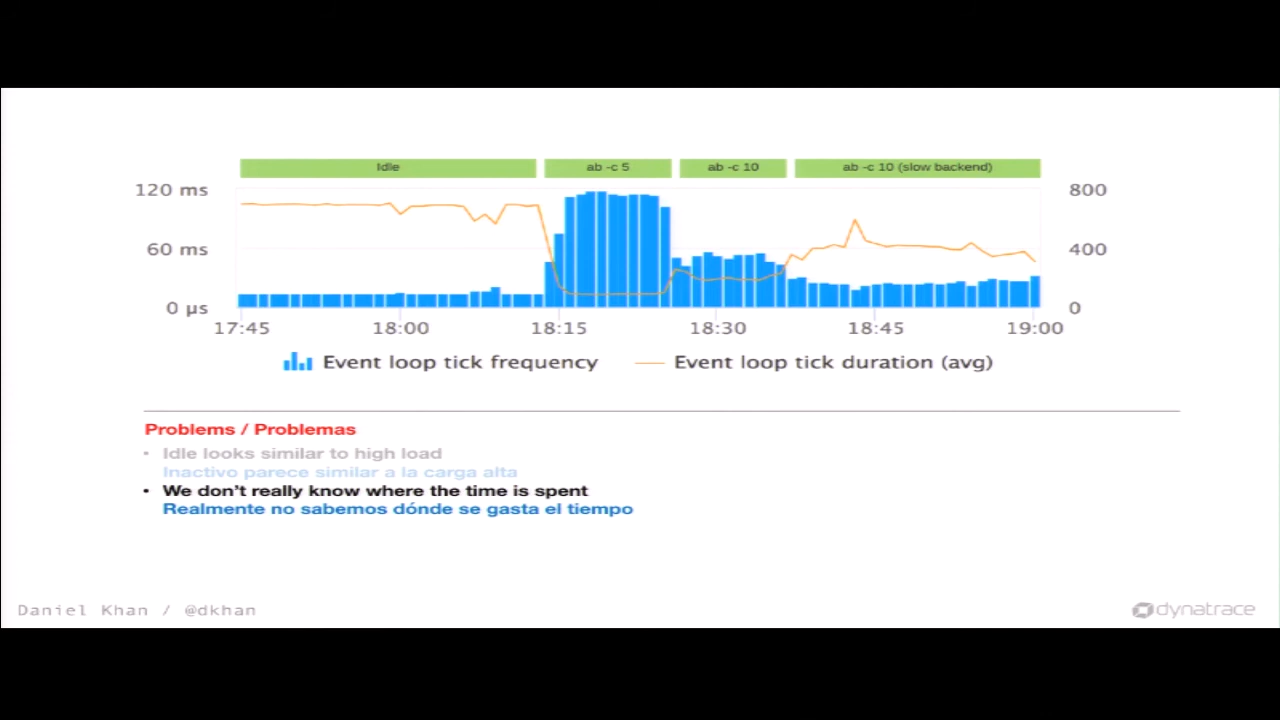 Idle ab -c 5 ab -c 10 ab -c 10 (slow backend)
120 ms 800
60 ms 400
0 µs 0
17:45 18:00 18:15 18:30 18:45 19:00
Event loop tick frequency Event loop tick duration (avg)
Problems / Problemas
• Idle looks similar to high load
Inactivo parece similar a la carga alta
• We don't really know where the time is spent
Realmente no sabemos dónde se gasta el tiempo
Daniel Khan / @dkhan dynatrace